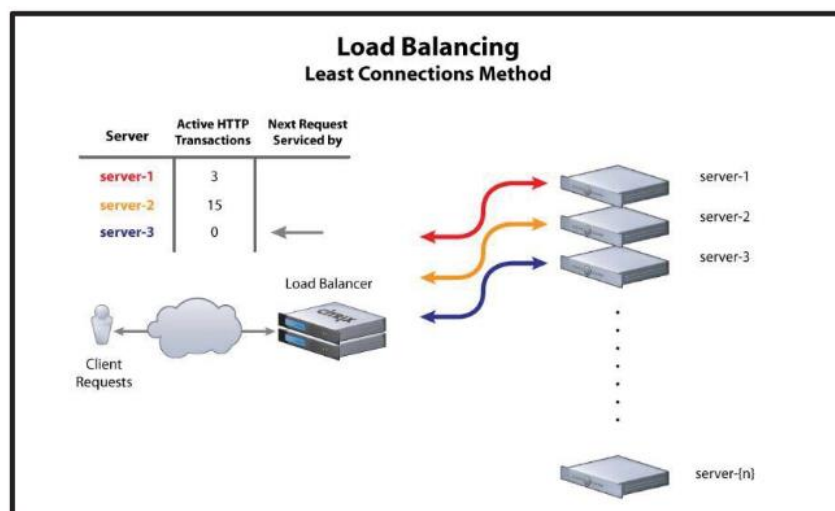 Load Balancing
Least Connections Method
Server
Active HTTP
Transactions
Next Request
Serviced by
server-1 3
server-2 15
server-3 0
server-1
server-2
server-3
Load Balancer
citrix
Client
Requests
server-{n}